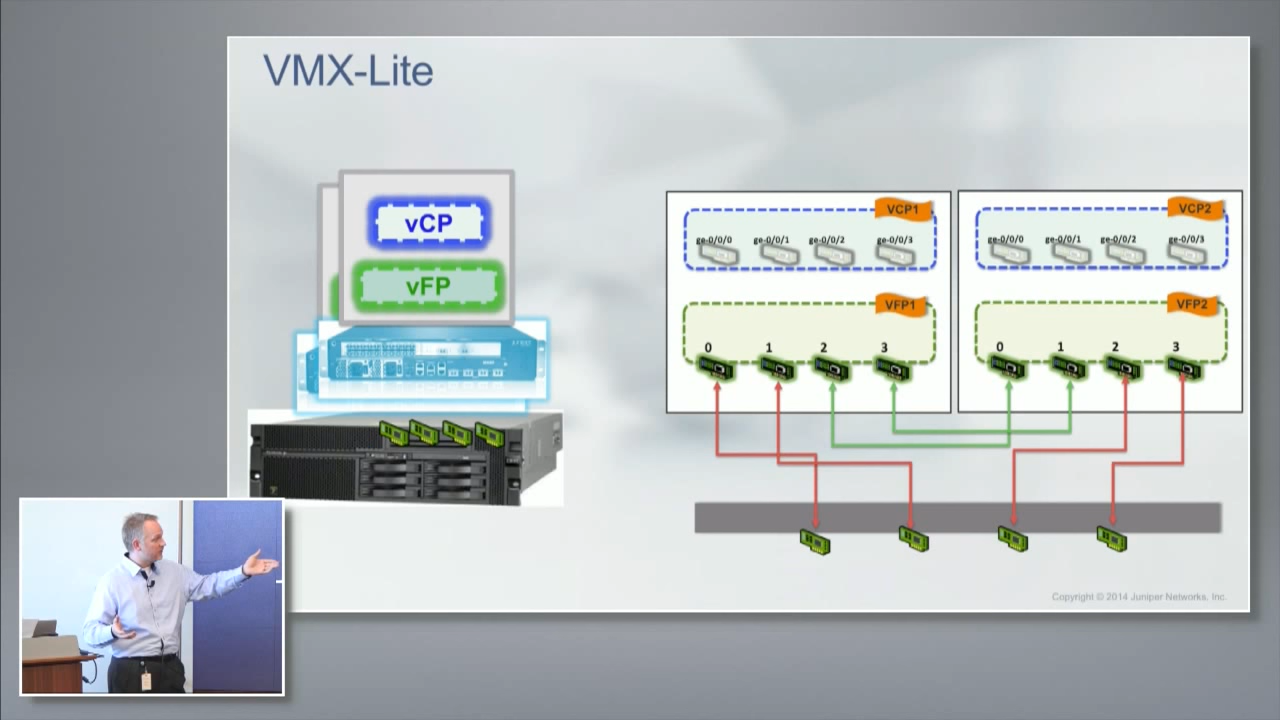 VMX-Lite
vCP
vFP
VCP1
ge-0/0/0 ge-0/0/1 ge-0/0/2 ge-0/0/3
VFP1
0 1 2 3
VCP2
ge-0/0/0 ge-0/0/1 ge-0/0/2 ge-0/0/3
VFP2
0 1 2 3
Copyright © 2014 Juniper Networks, Inc.